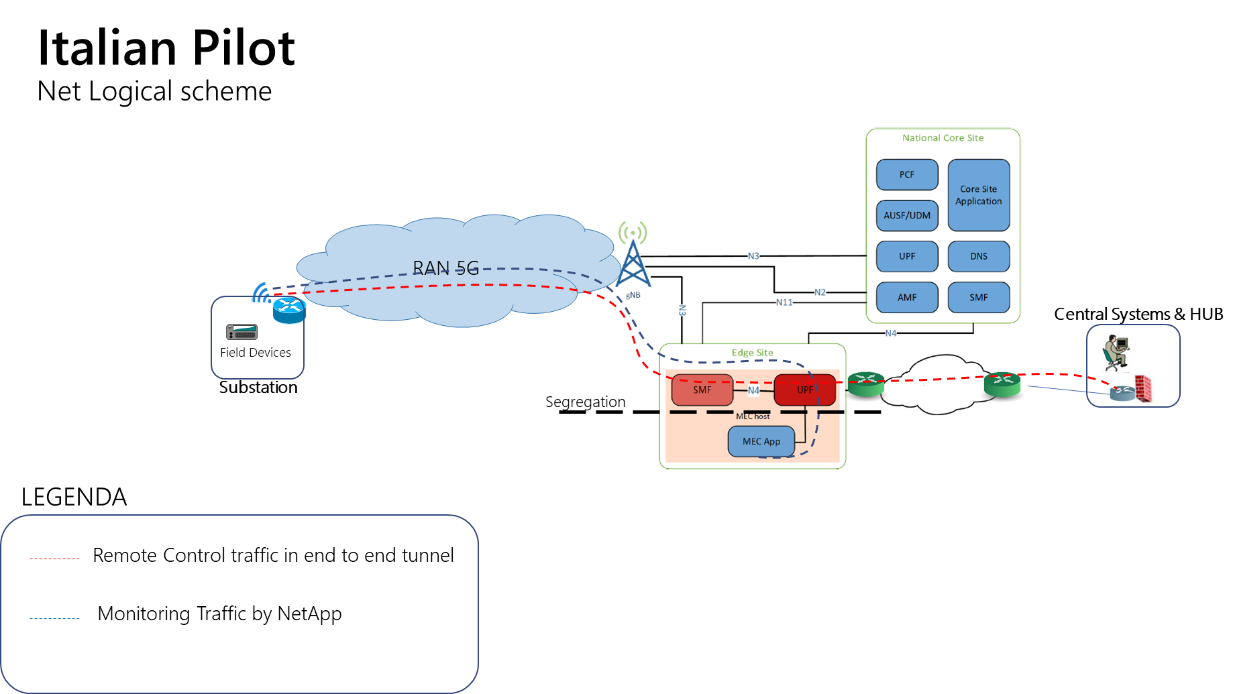 Italian Pilot
Net Logical scheme
National Core Site
PCF
Core Site
Application
AUSF/UDM
UPF
DNS
AMF
SMF
RAN 5G
gNB
N3
N2
N11
N3
N4
Field Devices
Substation
Central Systems & HUB
Edge Site
SMF
N4
UPF
Segregation
MEC host
MEC App
LEGENDA
Remote Control traffic in end to end tunnel
Monitoring Traffic by NetApp